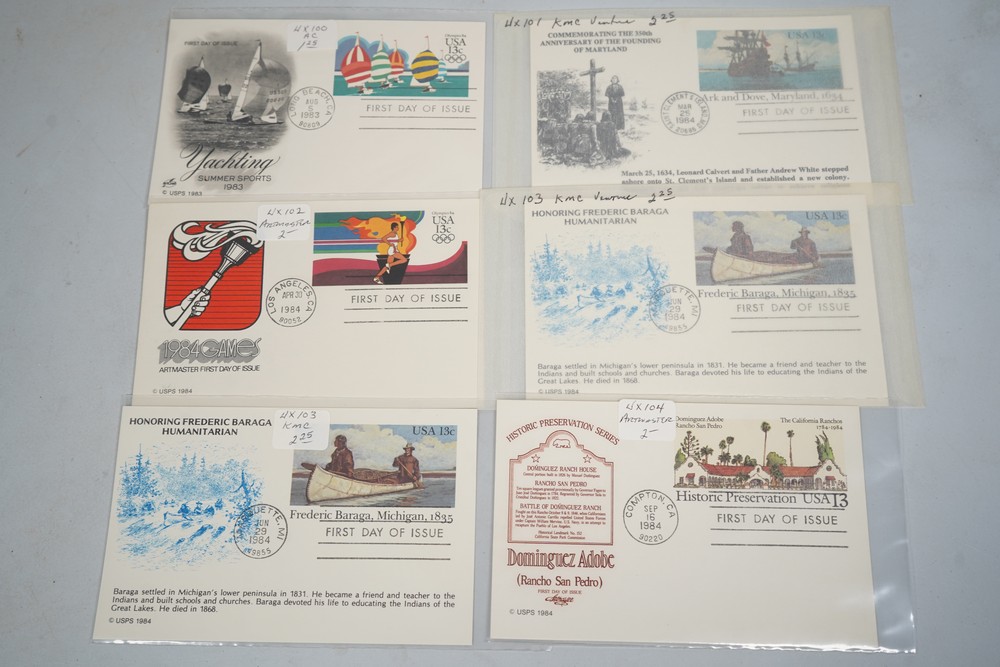 UX100
AC
1 25
FIRST DAY OF ISSUE
Olympics 84
USA
13c
LONG BEACH, CA
AUG
5
1983
90809
FIRST DAY OF ISSUE
Yachting
SUMMER SPORTS
1983
© USPS 1983
UX101 KMC Venture 2 25
COMMEMORATING THE 350th
ANNIVERSARY OF THE FOUNDING
OF MARYLAND
USA 13c
Ark and Dove, Maryland, 1634
MAR
25
1984
FIRST DAY OF ISSUE
March 25, 1634, Leonard Calvert and Father Andrew White stepped
ashore onto St. Clement's Island and established a new colony.
UX102
ARTMASTER
2—
Olympics 84
USA
13c
LOS ANGELES, CA
APR 30
1984
90052
FIRST DAY OF ISSUE
1984 GAMES
ARTMASTER FIRST DAY OF ISSUE
© USPS 1984
UX103 KMC Venture 2 25
HONORING FREDERIC BARAGA
HUMANITARIAN
USA 13c
Frederic Baraga, Michigan, 1835
MARQUETTE, MI
JUN
29
1984
49855
FIRST DAY OF ISSUE
Baraga settled in Michigan's lower peninsula in 1831. He became a friend and teacher to the
Indians and built schools and churches. Baraga devoted his life to educating the Indians of the
Great Lakes. He died in 1868.
© USPS 1984
UX103
KMC
2 25
HONORING FREDERIC BARAGA
HUMANITARIAN
USA 13c
Frederic Baraga, Michigan, 1835
MARQUETTE, MI
JUN
29
1984
49855
FIRST DAY OF ISSUE
Baraga settled in Michigan's lower peninsula in 1831. He became a friend and teacher to the
Indians and built schools and churches. Baraga devoted his life to educating the Indians of the
Great Lakes. He died in 1868.
© USPS 1984
UX104
ARTMASTER
2—
HISTORIC PRESERVATION SERIES
DOMINGUEZ RANCH HOUSE
RANCHO SAN PEDRO
BATTLE OF DOMINGUEZ RANCH
Dominguez Adobe
(Rancho San Pedro)
FIRST DAY OF ISSUE
© USPS 1984
Dominguez Adobe
Rancho San Pedro
The California Ranchos
1784-1984
Historic Preservation USA 13
COMPTON, CA
SEP
16
1984
90220
FIRST DAY OF ISSUE